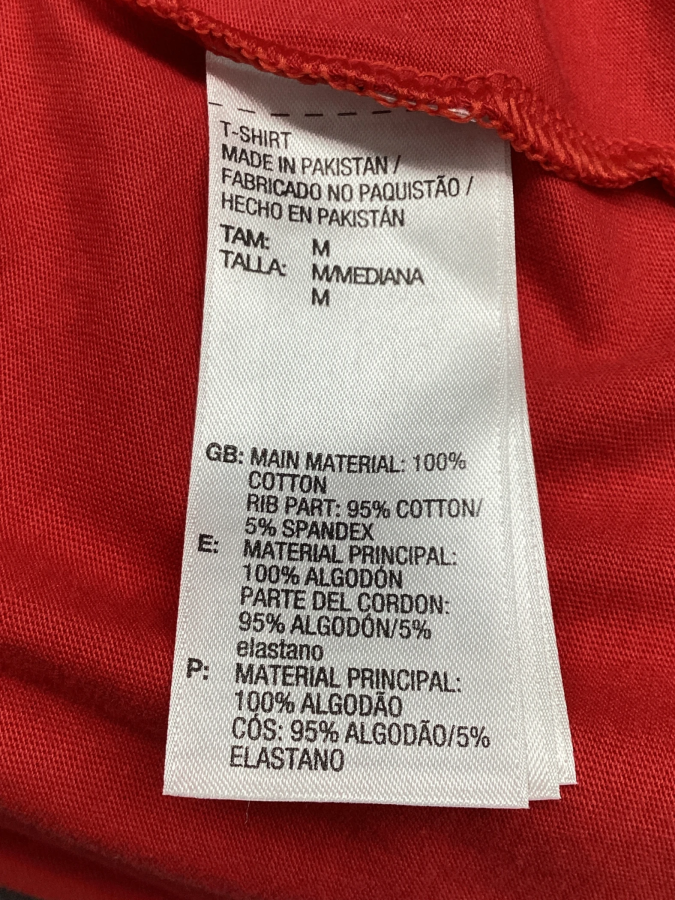 T-SHIRT
MADE IN PAKISTAN /
FABRICADO NO PAQUISTÃO /
HECHO EN PAKISTÁN
TAM: M
TALLA: M/MEDIANA
M
GB: MAIN MATERIAL: 100%
COTTON
RIB PART: 95% COTTON/
5% SPANDEX
E: MATERIAL PRINCIPAL:
100% ALGODÓN
PARTE DEL CORDON:
95% ALGODÓN/5%
elastano
P: MATERIAL PRINCIPAL:
100% ALGODÃO
CÓS: 95% ALGODÃO/5%
ELASTANO